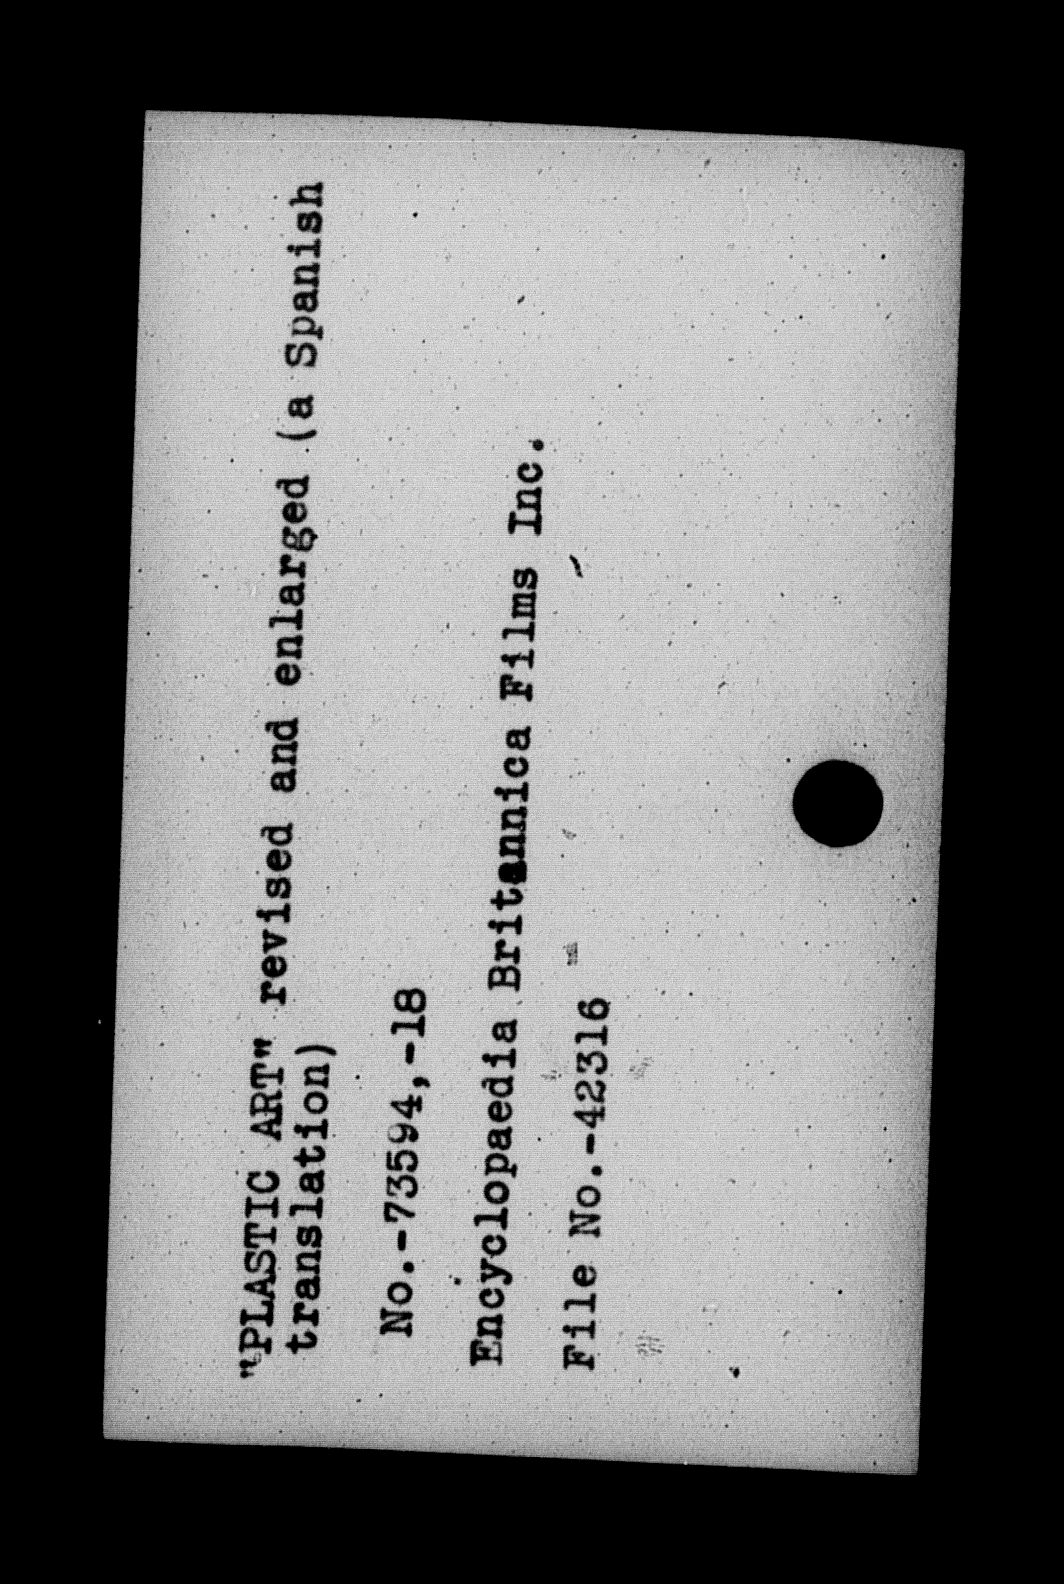 "PLASTIC ART" revised and enlarged (a Spanish
translation)
No.-73594,-18
Encyclopaedia Britannica Films Inc.
File No.-42316